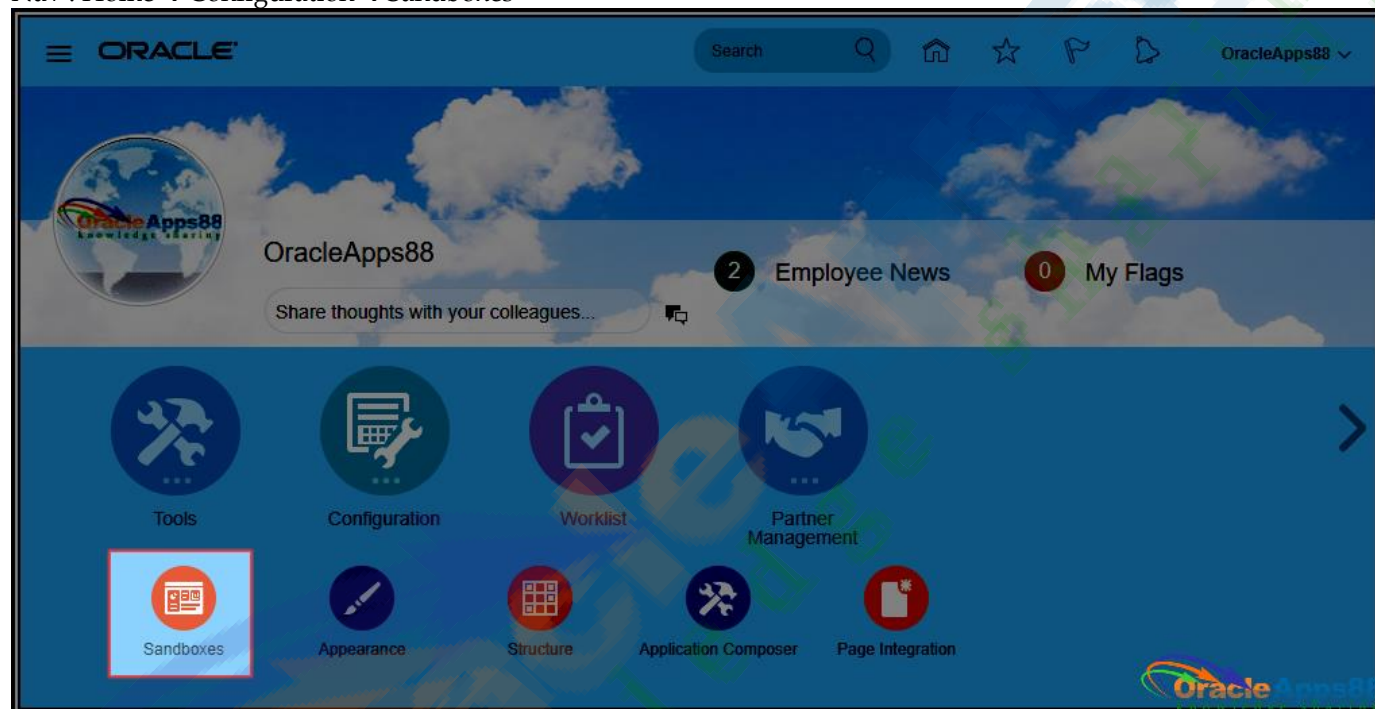 Nav : Home → Configuration → Sandboxes
ORACLE
Search
OracleApps88
OracleApps88
knowledge sharing
OracleApps88
2 Employee News
0 My Flags
Share thoughts with your colleagues...
Tools
Configuration
Worklist
Partner
Management
Sandboxes
Appearance
Structure
Application Composer
Page Integration
OracleApps88